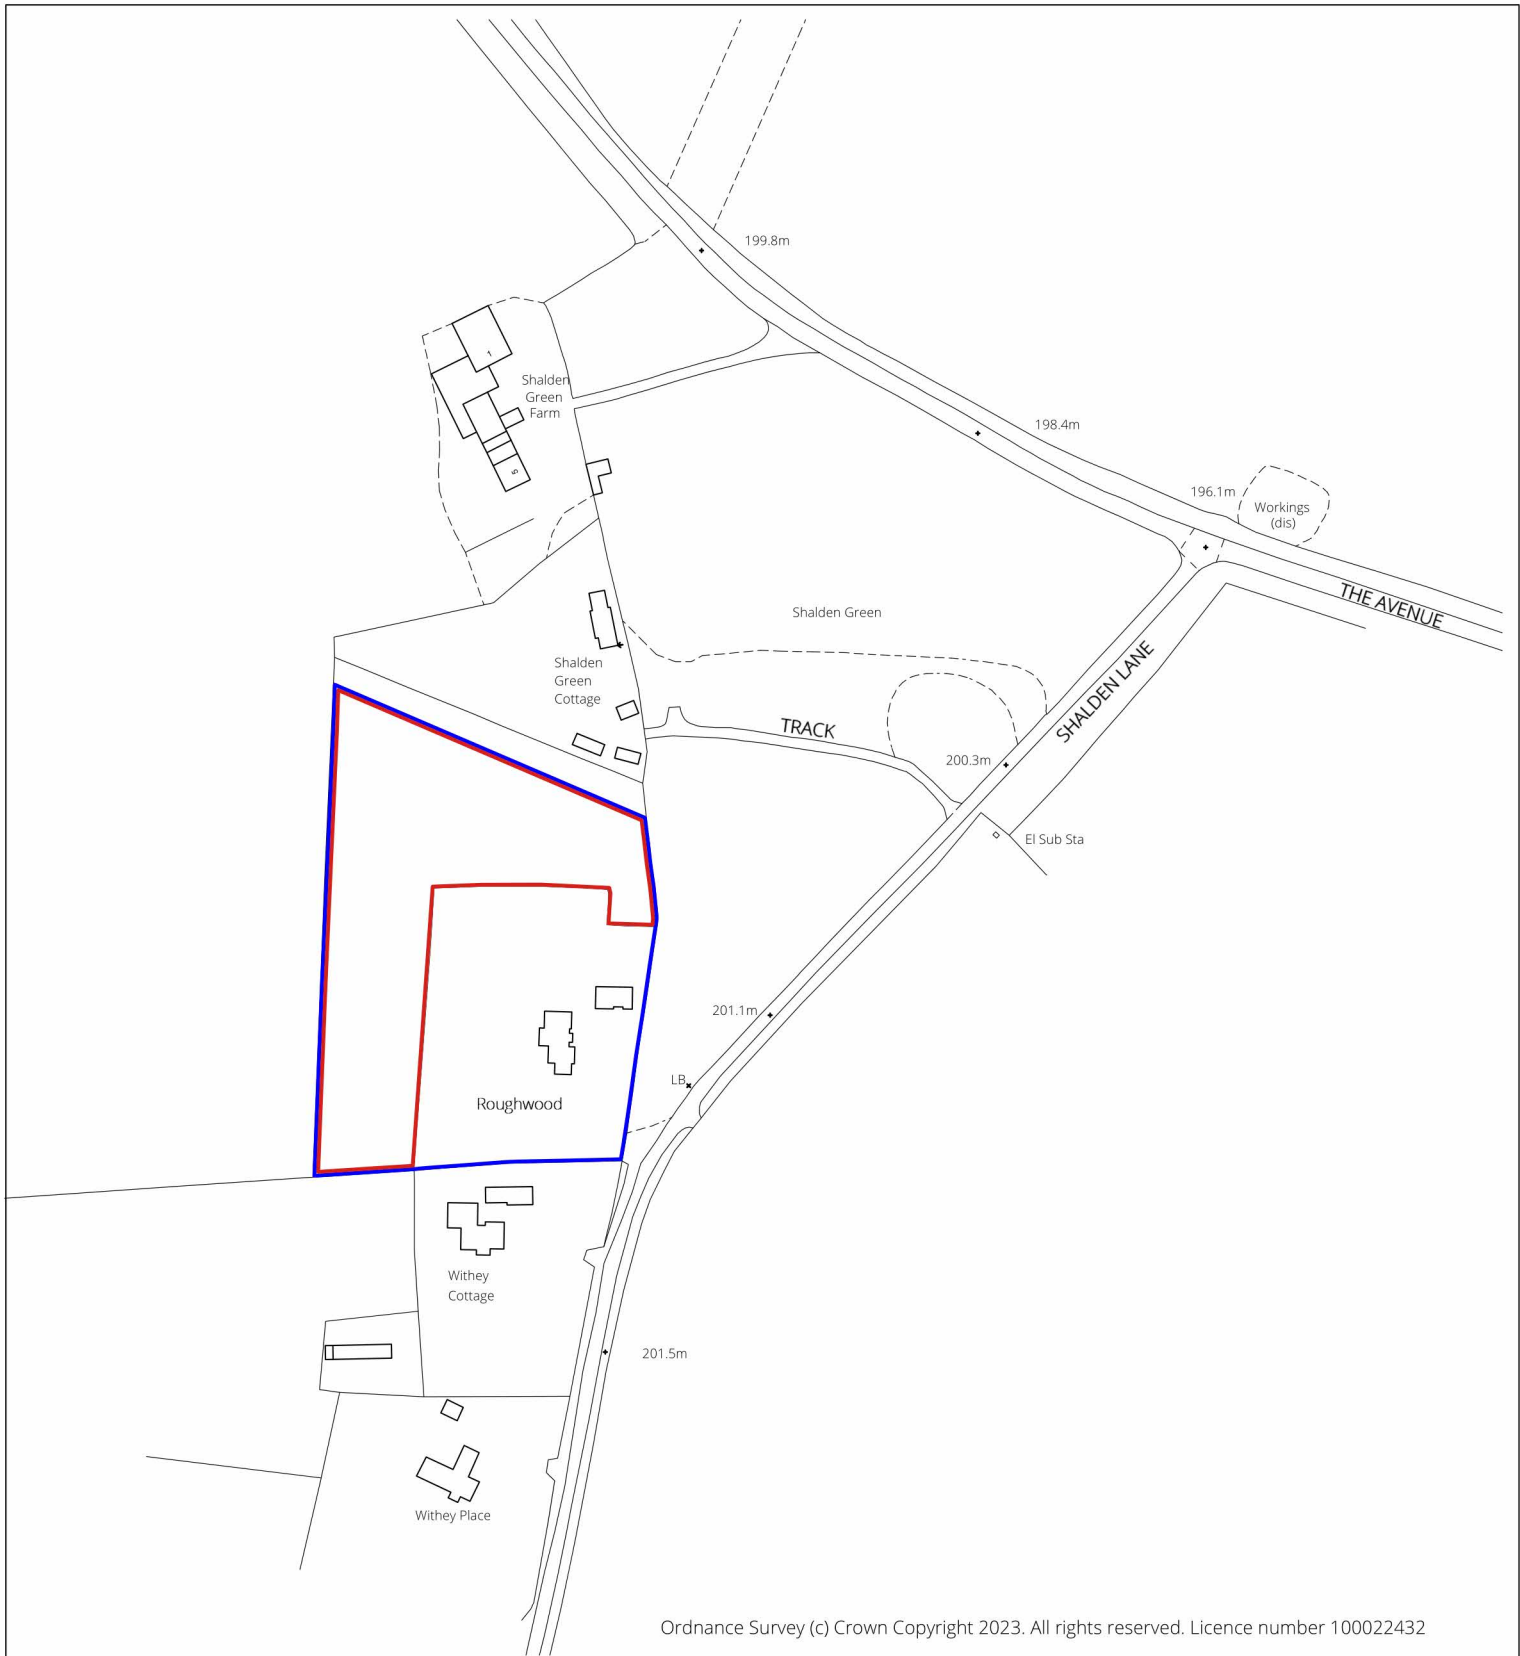 199.8m
1
Shalden
Green
Farm
5
198.4m
196.1m
Workings
(dis)
THE AVENUE
Shalden Green
SHALDEN LANE
Shalden
Green
Cottage
TRACK
200.3m
El Sub Sta
201.1m
LB
Roughwood
Withey
Cottage
201.5m
Withey Place
Ordnance Survey (c) Crown Copyright 2023. All rights reserved. Licence number 100022432